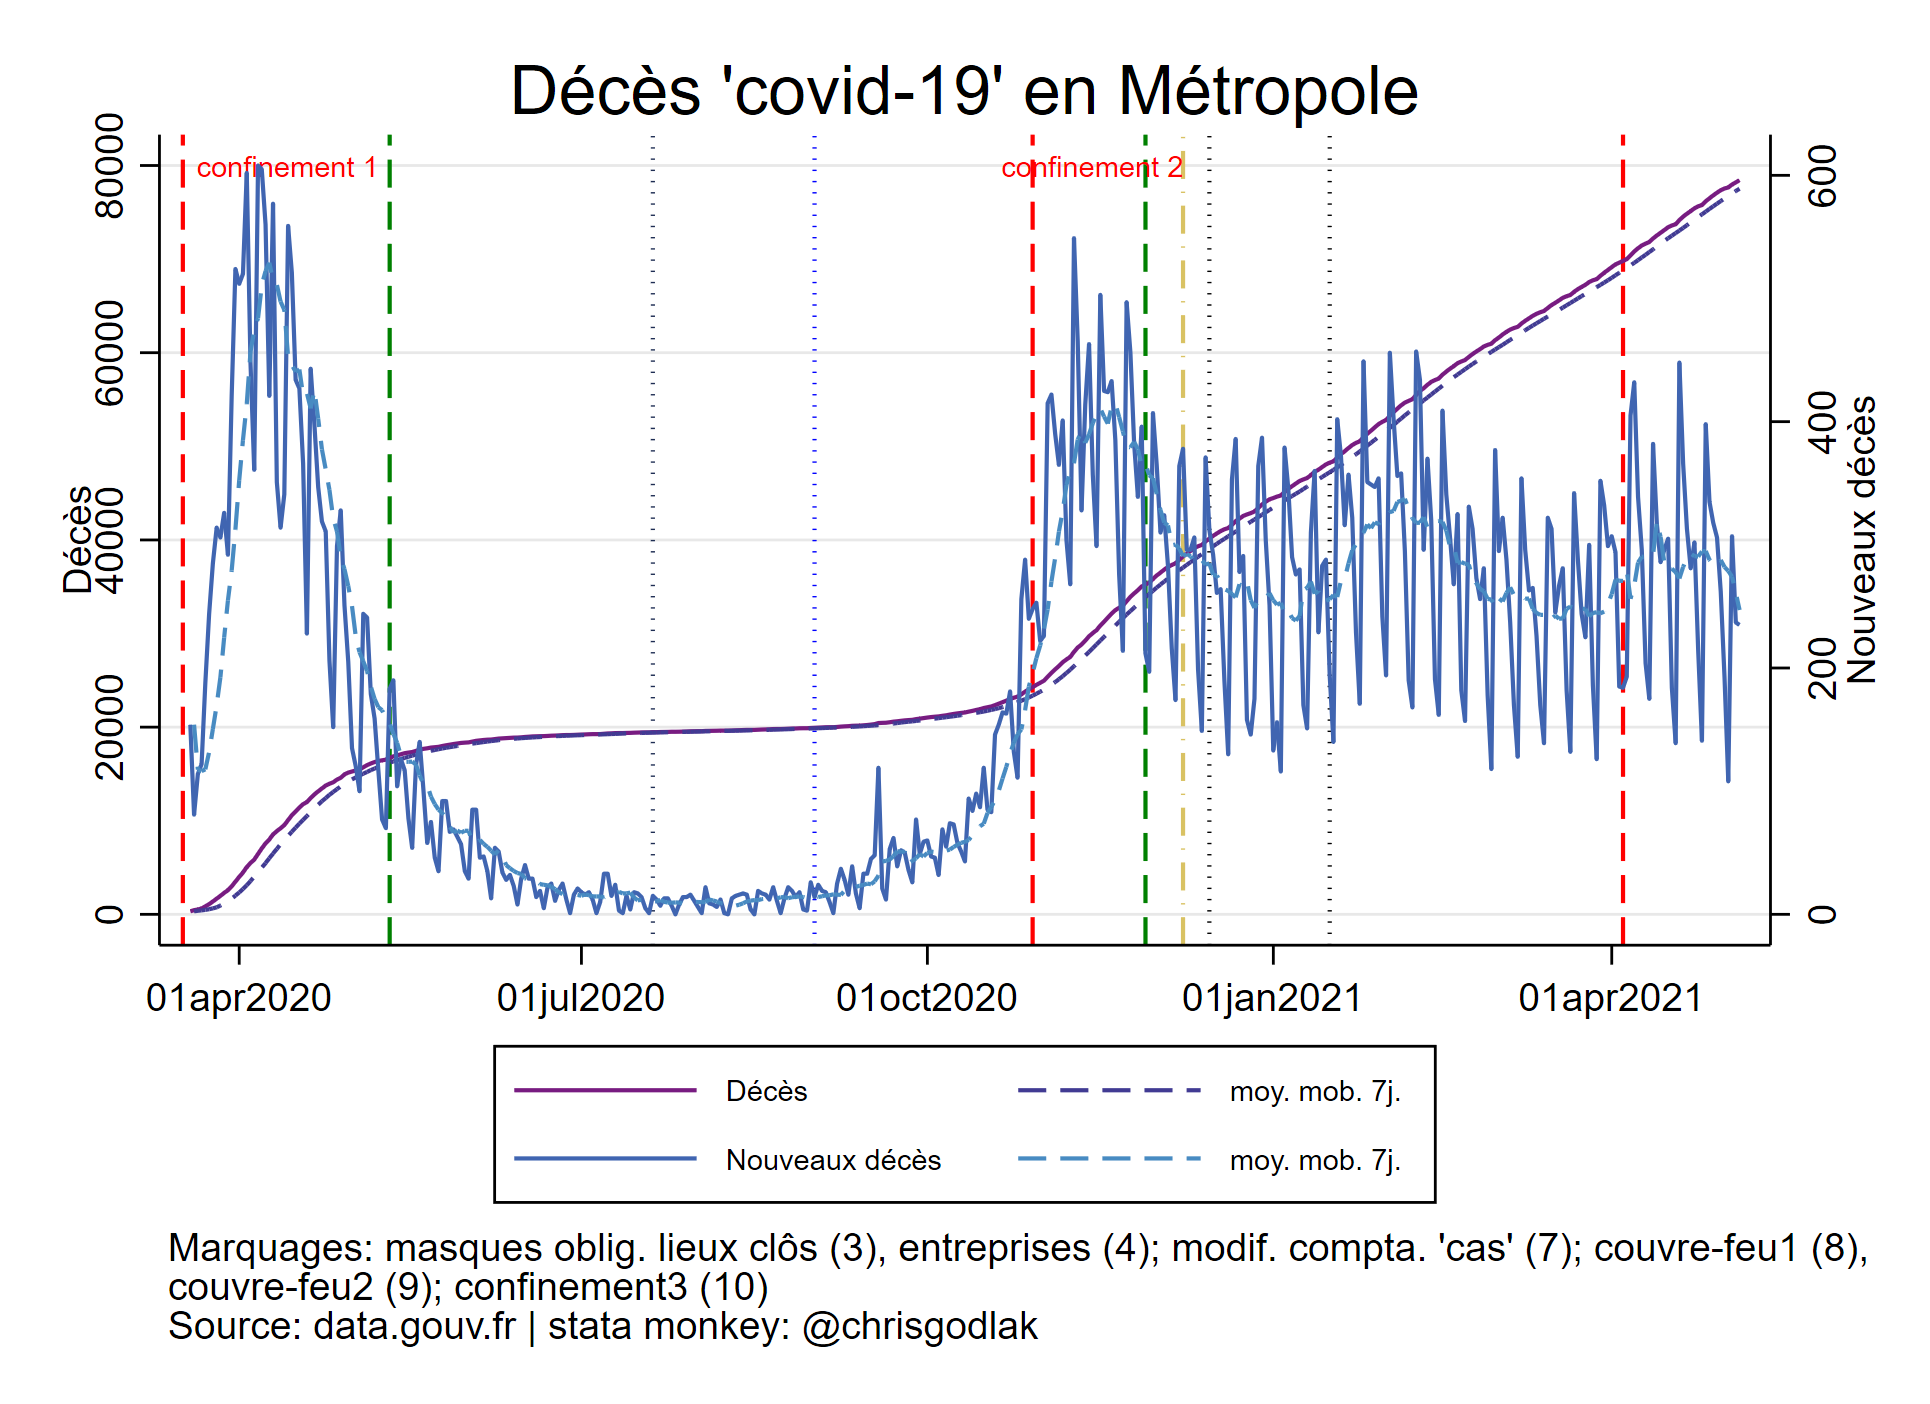 Décès 'covid-19' en Métropole
confinement 1
confinement 2
Décès
80000
60000
40000
20000
0
Nouveaux décès
600
400
200
0
01apr2020
01jul2020
01oct2020
01jan2021
01apr2021
Décès
moy. mob. 7j.
Nouveaux décès
moy. mob. 7j.
Marquages: masques oblig. lieux clôs (3), entreprises (4); modif. compta. 'cas' (7); couvre-feu1 (8),
couvre-feu2 (9); confinement3 (10)
Source: data.gouv.fr | stata monkey: @chrisgodlak